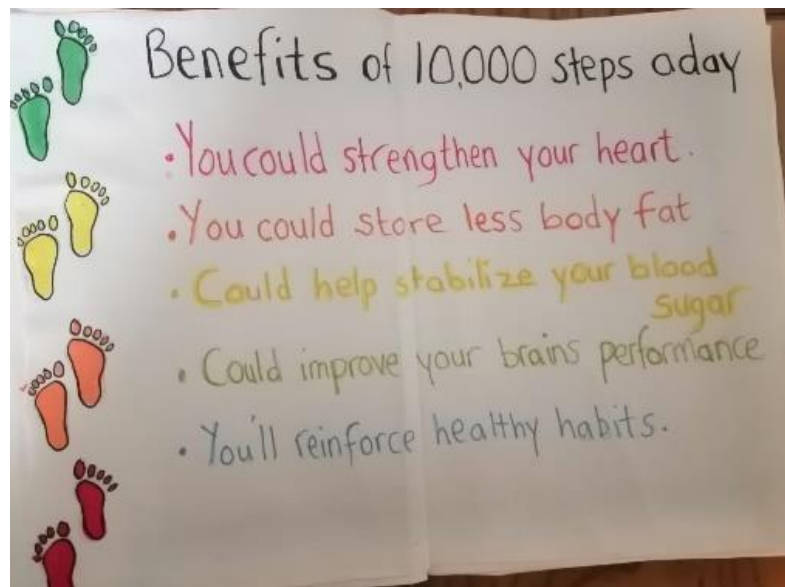 Benefits of 10,000 steps aday
• You could strengthen your heart.
• You could store less body fat
• Could help stabilize your blood
sugar
• Could improve your brains performance
• You'll reinforce healthy habits.